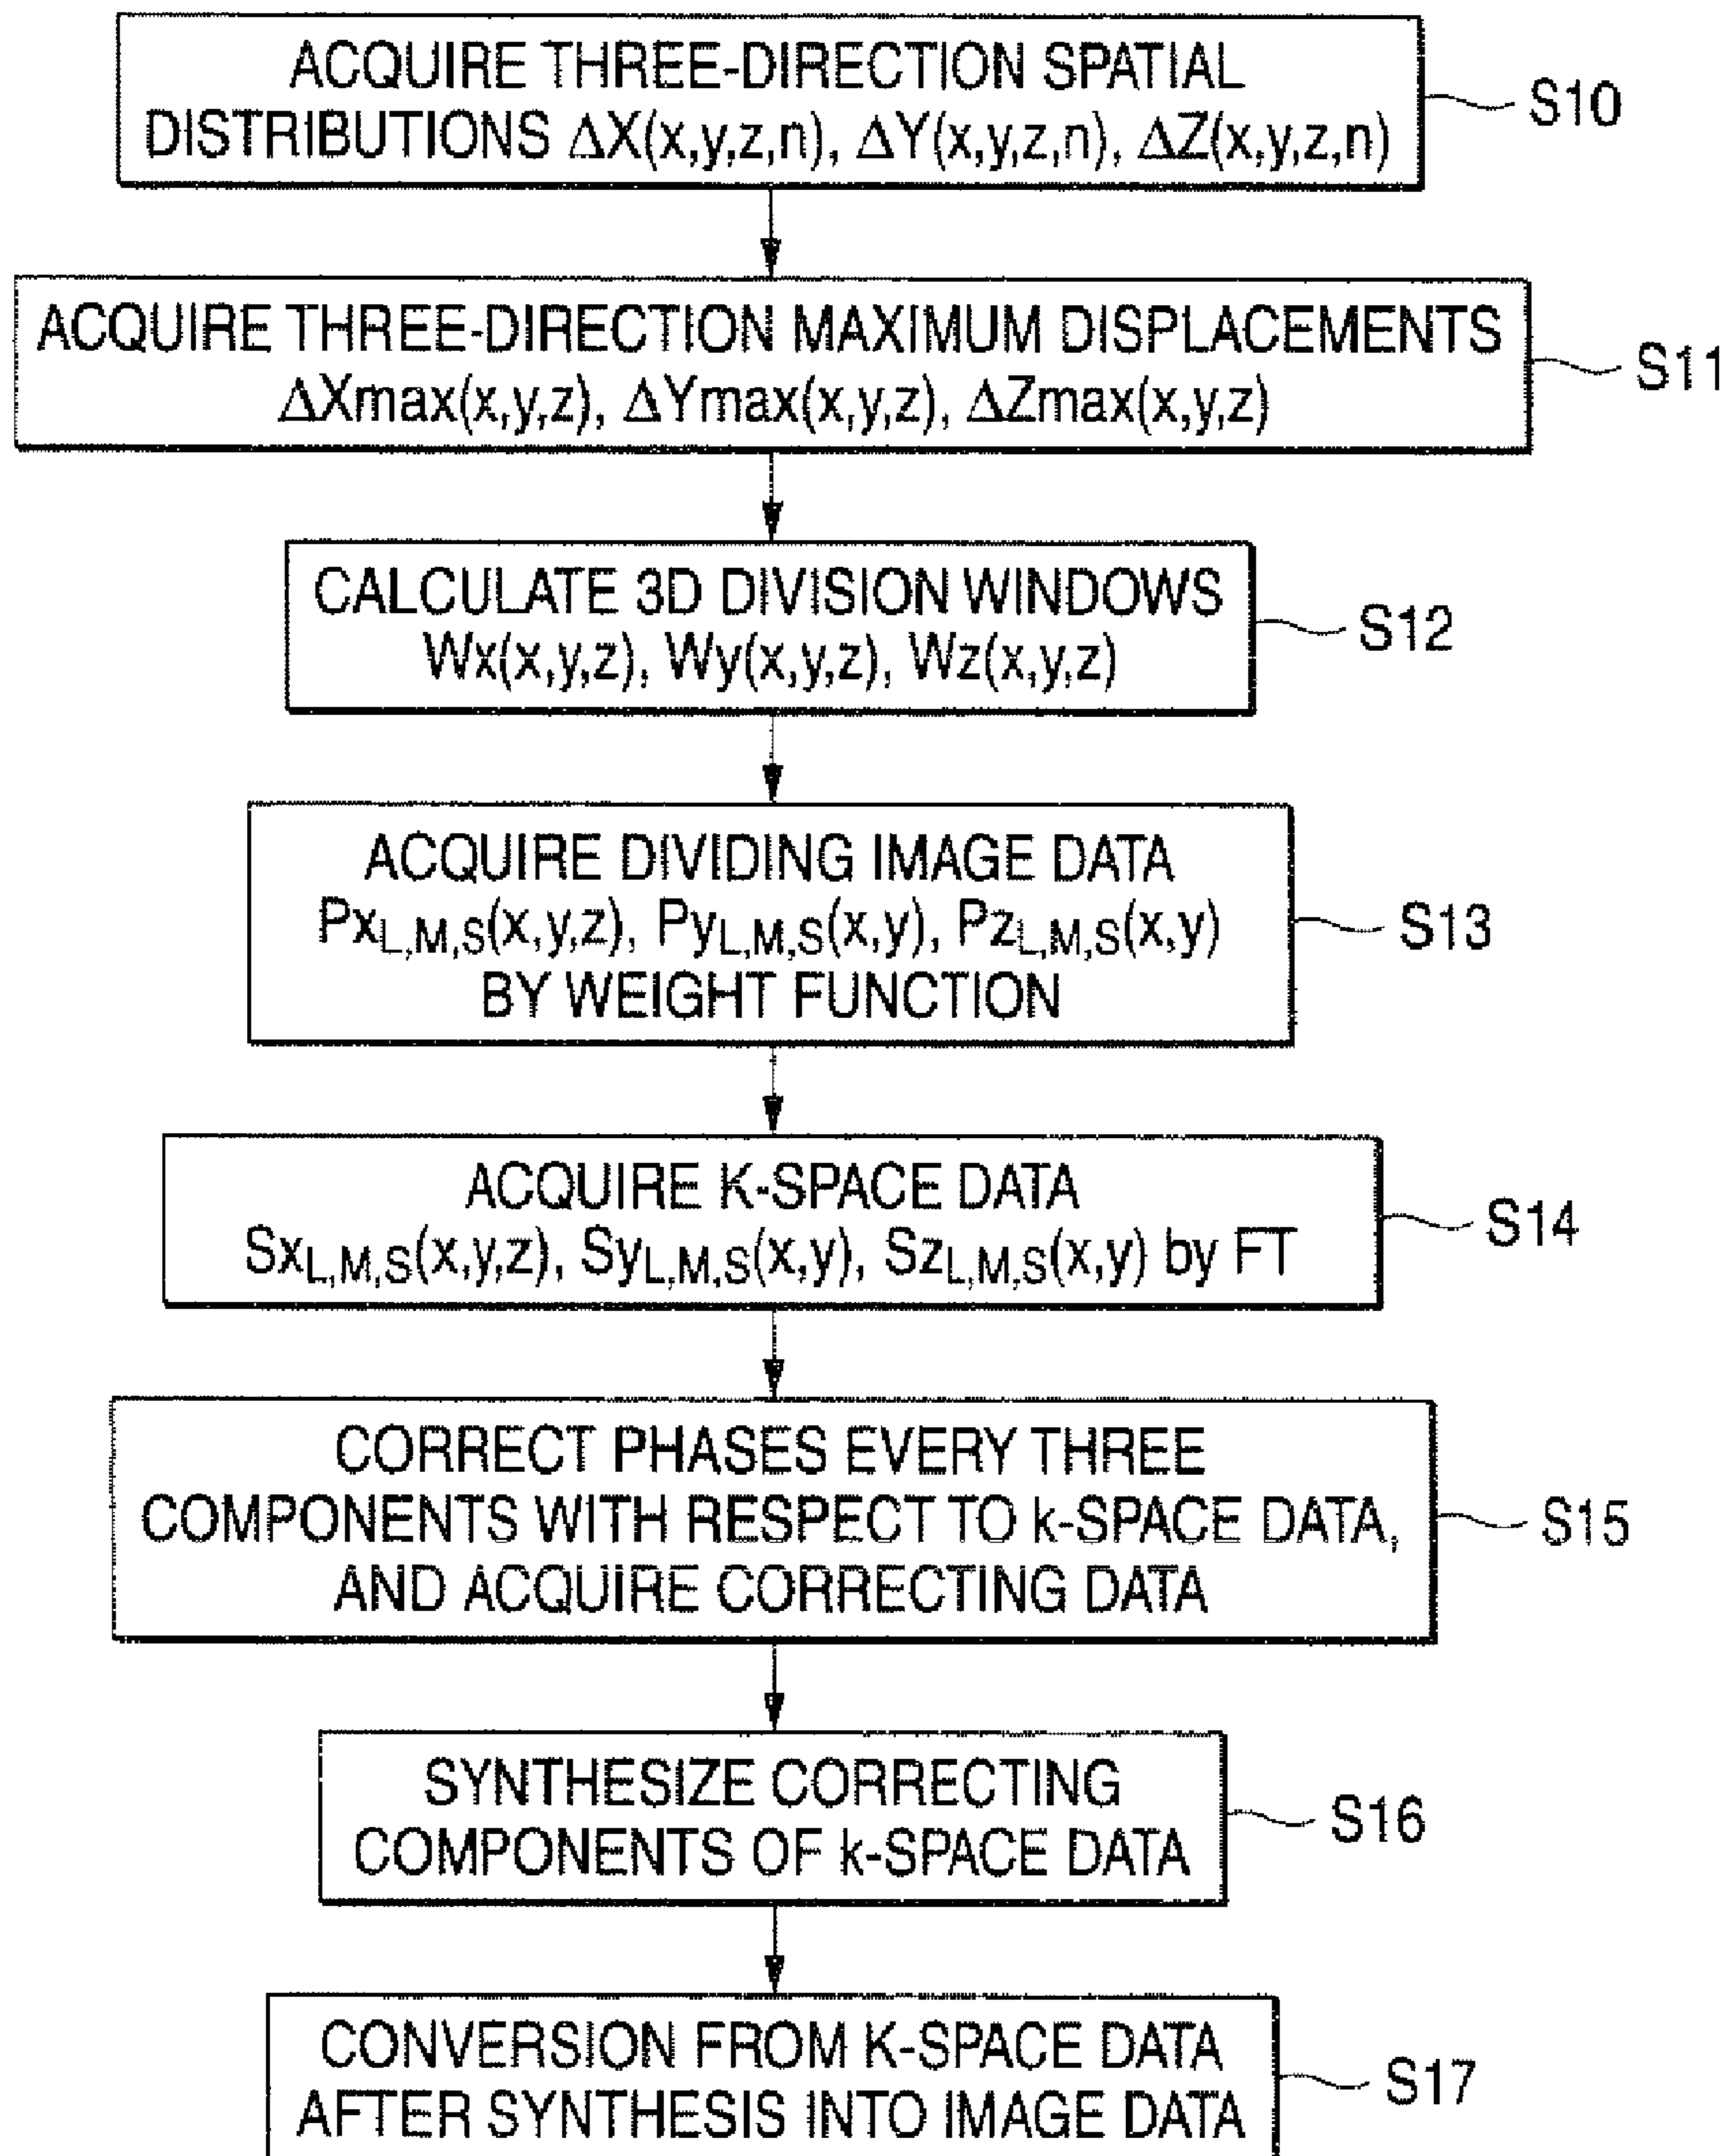 ACQUIRE THREE-DIRECTION SPATIAL
DISTRIBUTIONS ΔX(x,y,z,n), ΔY(x,y,z,n), ΔZ(x,y,z,n)
S10
ACQUIRE THREE-DIRECTION MAXIMUM DISPLACEMENTS
ΔXmax(x,y,z), ΔYmax(x,y,z), ΔZmax(x,y,z)
S11
CALCULATE 3D DIVISION WINDOWS
Wx(x,y,z), Wy(x,y,z), Wz(x,y,z)
S12
ACQUIRE DIVIDING IMAGE DATA
PxL,M,S(x,y,z), PyL,M,S(x,y), PzL,M,S(x,y)
BY WEIGHT FUNCTION
S13
ACQUIRE K-SPACE DATA
SxL,M,S(x,y,z), SyL,M,S(x,y), SzL,M,S(x,y) by FT
S14
CORRECT PHASES EVERY THREE
COMPONENTS WITH RESPECT TO k-SPACE DATA,
AND ACQUIRE CORRECTING DATA
S15
SYNTHESIZE CORRECTING
COMPONENTS OF k-SPACE DATA
S16
CONVERSION FROM K-SPACE DATA
AFTER SYNTHESIS INTO IMAGE DATA
S17